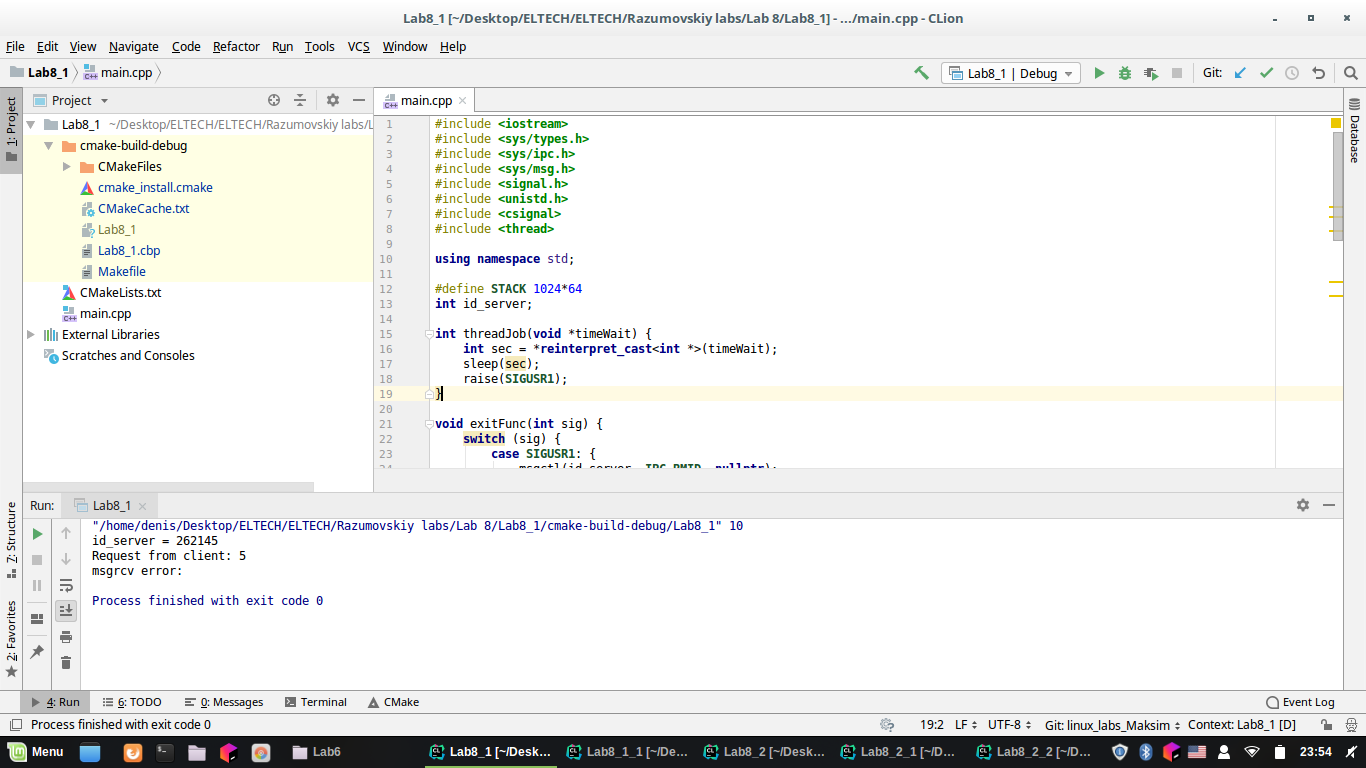 Lab8_1 [~/Desktop/ELTECH/ELTECH/Razumovskiy labs/Lab 8/Lab8_1] - .../main.cpp - CLion
File Edit View Navigate Code Refactor Run Tools VCS Window Help
Lab8_1 main.cpp Lab8_1 | Debug Git:
1: Project
Project
main.cpp
Database
Lab8_1 ~/Desktop/ELTECH/ELTECH/Razumovskiy labs/L
cmake-build-debug
CMakeFiles
cmake_install.cmake
CMakeCache.txt
Lab8_1
Lab8_1.cbp
Makefile
CMakeLists.txt
main.cpp
External Libraries
Scratches and Consoles
1 #include <iostream>
2 #include <sys/types.h>
3 #include <sys/ipc.h>
4 #include <sys/msg.h>
5 #include <signal.h>
6 #include <unistd.h>
7 #include <csignal>
8 #include <thread>
9
10 using namespace std;
11
12 #define STACK 1024*64
13 int id_server;
14
15 int threadJob(void *timeWait) {
16 int sec = *reinterpret_cast<int *>(timeWait);
17 sleep(sec);
18 raise(SIGUSR1);
19 }
20
21 void exitFunc(int sig) {
22 switch (sig) {
23 case SIGUSR1: {
24 msgctl(id_server, IPC_RMID, nullptr);
Run: Lab8_1
"/home/denis/Desktop/ELTECH/ELTECH/Razumovskiy labs/Lab 8/Lab8_1/cmake-build-debug/Lab8_1" 10
id_server = 262145
Request from client: 5
msgrcv error:
Process finished with exit code 0
7: Structure
2: Favorites
4: Run 6: TODO 0: Messages Terminal CMake Event Log
Process finished with exit code 0 19:2 LF UTF-8 Git: linux_labs_Maksim Context: Lab8_1 [D]
Menu Lab6 Lab8_1 [~/Desk... Lab8_1_1 [~/De... Lab8_2 [~/Desk... Lab8_2_1 [~/D... Lab8_2_2 [~/D... 23:54